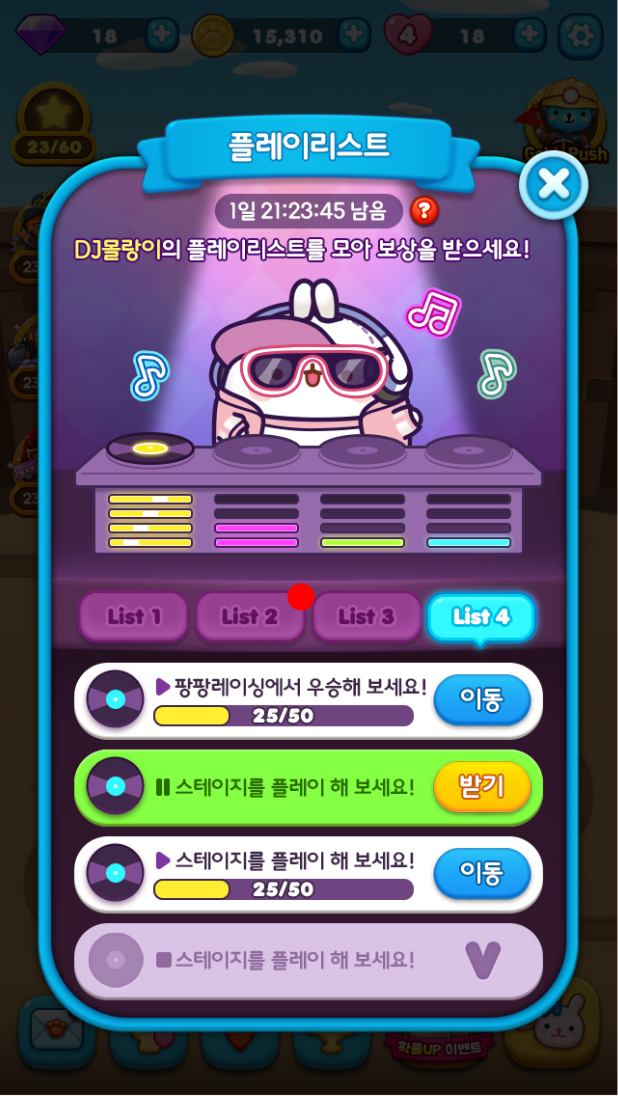 18
15,310
4
18
23/60
플레이리스트
1일 21:23:45 남음
?
DJ몰랑이의 플레이리스트를 모아 보상을 받으세요!
List 1
List 2
List 3
List 4
팡팡레이싱에서 우승해 보세요!
25/50
이동
스테이지를 플레이 해 보세요!
받기
스테이지를 플레이 해 보세요!
25/50
이동
스테이지를 플레이 해 보세요!
확률UP 이벤트